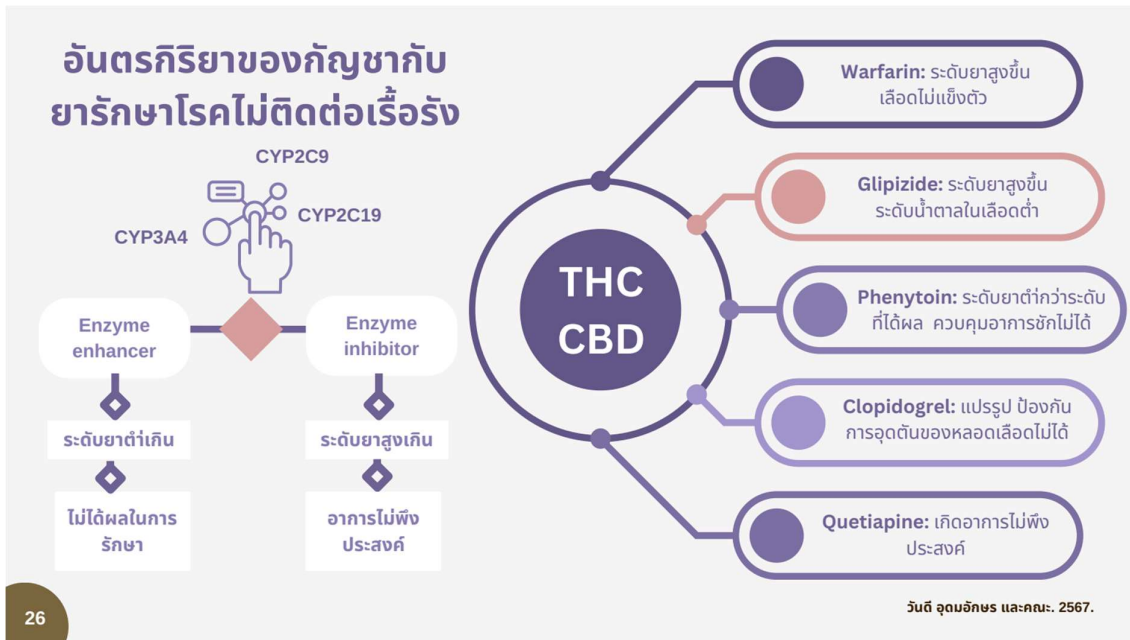 อันตรกิริยาของกัญชากับ
ยารักษาโรคไม่ติดต่อเรื้อรัง
CYP2C9
CYP2C19
CYP3A4
Enzyme
enhancer
Enzyme
inhibitor
ระดับยาต่ำเกิน
ระดับยาสูงเกิน
ไม่ได้ผลในการ
รักษา
อาการไม่พึง
ประสงค์
THC
CBD
Warfarin: ระดับยาสูงขึ้น
เลือดไม่แข็งตัว
Glipizide: ระดับยาสูงขึ้น
ระดับน้ำตาลในเลือดต่ำ
Phenytoin: ระดับยาต่ำกว่าระดับ
ที่ได้ผล ควบคุมอาการชักไม่ได้
Clopidogrel: แปรรูป ป้องกัน
การอุดตันของหลอดเลือดไม่ได้
Quetiapine: เกิดอาการไม่พึง
ประสงค์
วันดี อุดมอักษร และคณะ. 2567.
26